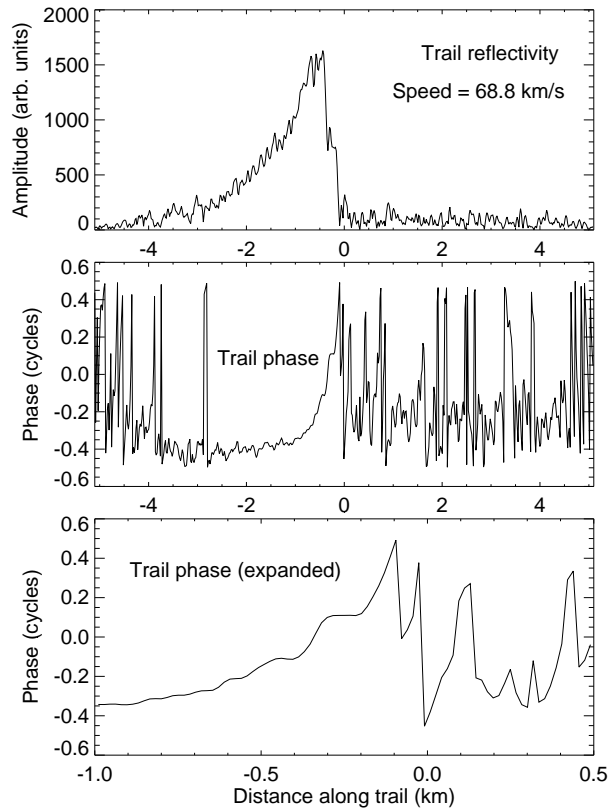 2000
Trail reflectivity
1500
Speed = 68.8 km/s
Amplitude (arb. units)
1000
500
0
-4 -2 0 2 4
0.6
0.4
0.2
Trail phase
Phase (cycles)
0.0
-0.2
-0.4
-0.6
-4 -2 0 2 4
0.6
0.4
Trail phase (expanded)
0.2
Phase (cycles)
0.0
-0.2
-0.4
-0.6
-1.0 -0.5 0.0 0.5
Distance along trail (km)